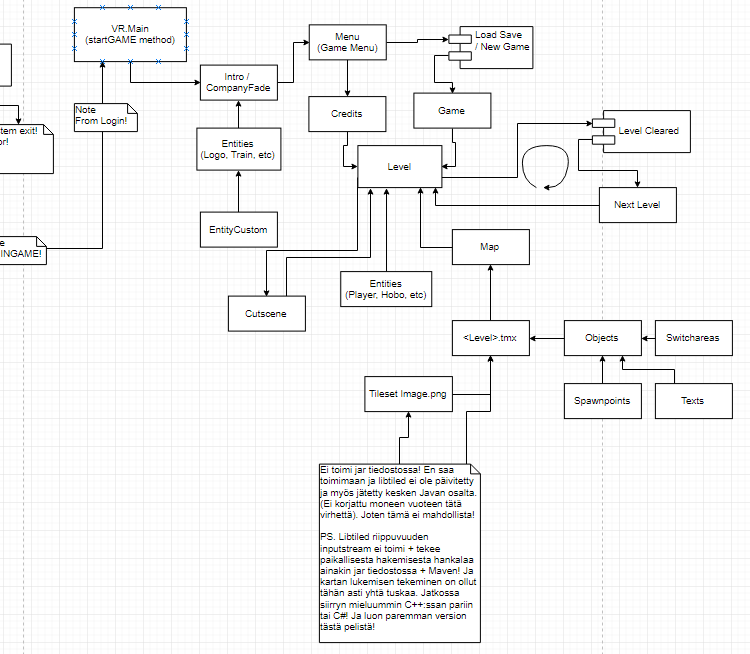 VR.Main
(startGAME method)
Menu
(Game Menu)
Load Save
/ New Game
Intro /
CompanyFade
Note
From Login!
Credits
Game
Level Cleared
tem exit!
or!
Entities
(Logo, Train, etc)
Level
Next Level
EntityCustom
e
INGAME!
Map
Entities
(Player, Hobo, etc)
Cutscene
<Level>.tmx
Objects
Switchareas
Tileset Image.png
Spawnpoints
Texts
Ei toimi jar tiedostossa! En saa
toimimaan ja libtiled ei ole päivitetty
ja myös jätetty kesken Javan osalta.
(Ei korjattu moneen vuoteen tätä
virhettä). Joten tämä ei mahdollista!
PS. Libtiled riippuvuuden
inputstream ei toimi + tekee
paikallisesta hakemisesta hankalaa
ainakin jar tiedostossa + Maven! Ja
kartan lukemisen tekeminen on ollut
tähän asti yhtä tuskaa. Jatkossa
siirryn mieluummin C++:ssan pariin
tai C#! Ja luon paremman version
tästä pelistä!